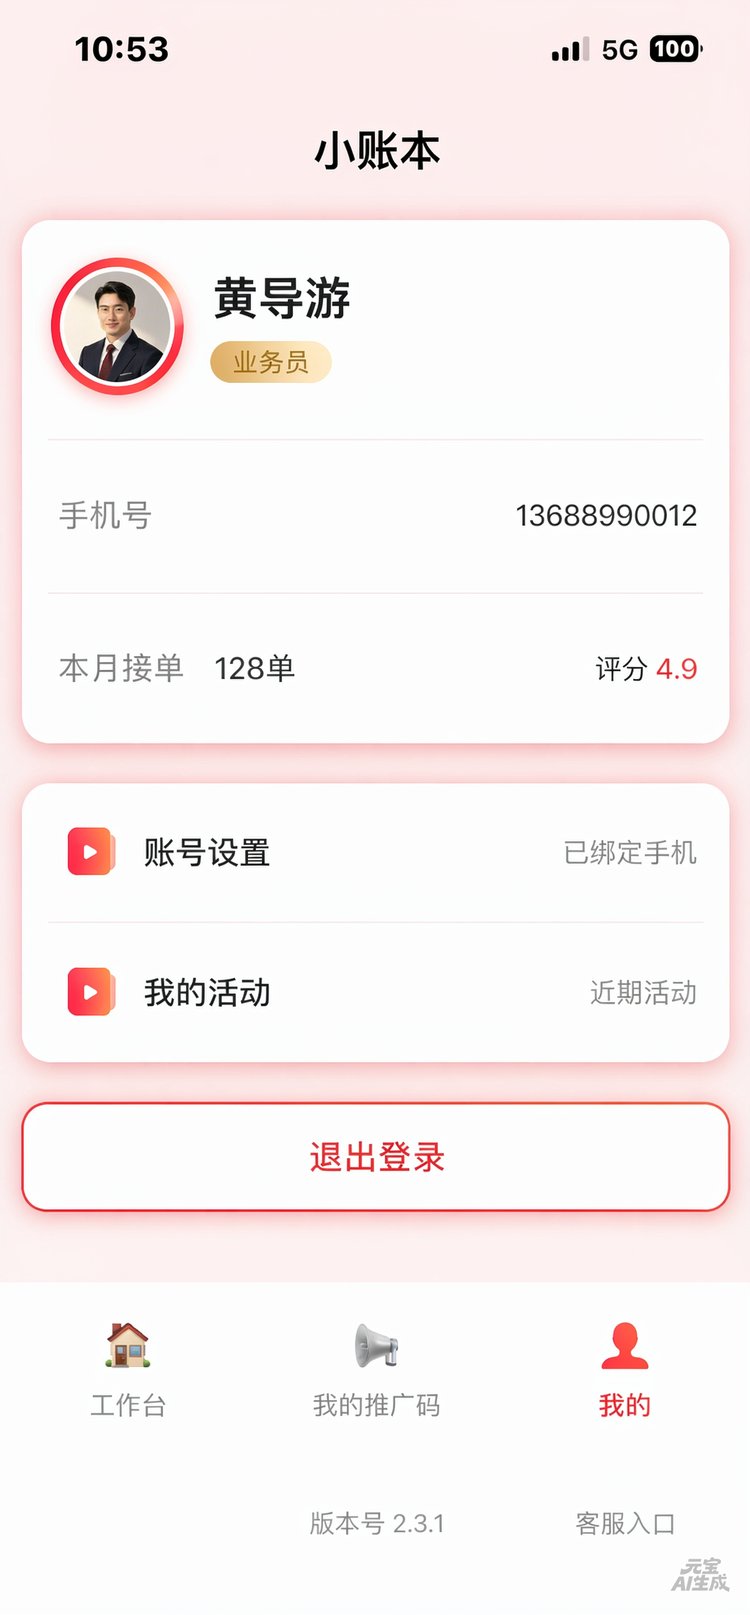 10:53 5G 100
小账本
黄导游
业务员
手机号 13688990012
本月接单 128单 评分 4.9
账号设置 已绑定手机
我的活动 近期活动
退出登录
工作台 我的推广码 我的
版本号 2.3.1 客服入口
元宝
AI生成